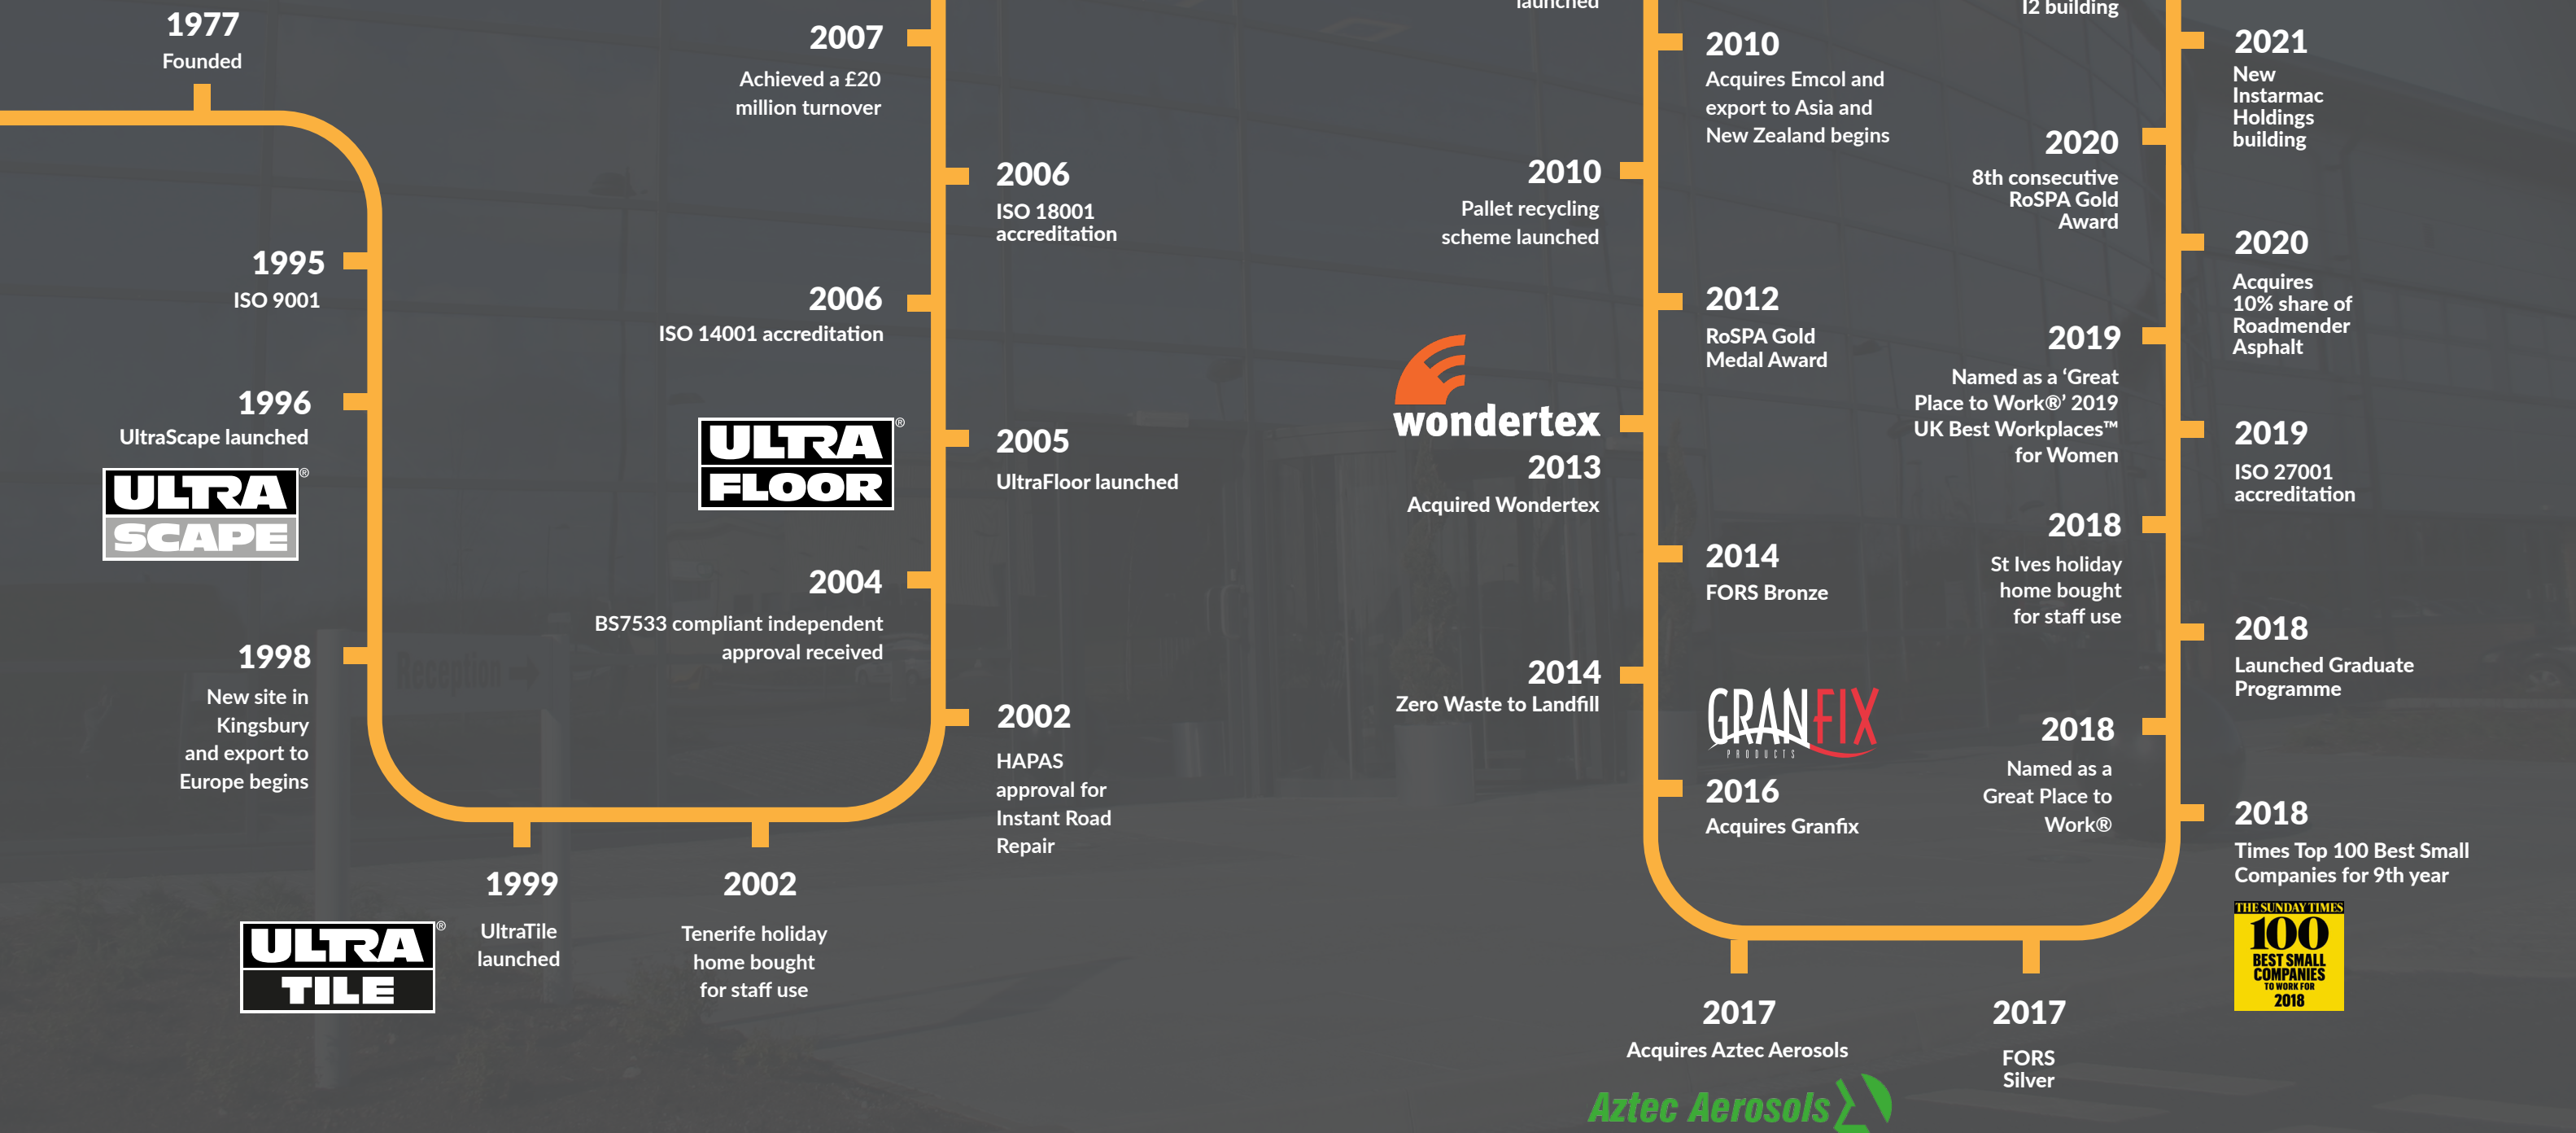 1977
Founded
1995
ISO 9001
1996
UltraScape launched
ULTRA®
SCAPE
1998
New site in
Kingsbury
and export to
Europe begins
Reception
1999
UltraTile
launched
ULTRA®
TILE
2002
Tenerife holiday
home bought
for staff use
2002
HAPAS
approval for
Instant Road
Repair
2004
BS7533 compliant independent
approval received
2005
UltraFloor launched
ULTRA®
FLOOR
2006
ISO 14001 accreditation
2006
ISO 18001
accreditation
2007
Achieved a £20
million turnover
launched
2010
Acquires Emcol and
export to Asia and
New Zealand begins
2010
Pallet recycling
scheme launched
2012
RoSPA Gold
Medal Award
wondertex
2013
Acquired Wondertex
2014
FORS Bronze
2014
Zero Waste to Landfill
GRANFIX
PRODUCTS
2016
Acquires Granfix
2017
Acquires Aztec Aerosols
Aztec Aerosols
2017
FORS
Silver
2018
Times Top 100 Best Small
Companies for 9th year
THE SUNDAY TIMES
100
BEST SMALL
COMPANIES
TO WORK FOR
2018
2018
Named as a
Great Place to
Work®
2018
Launched Graduate
Programme
2018
St Ives holiday
home bought
for staff use
2019
ISO 27001
accreditation
2019
Named as a ‘Great
Place to Work®’ 2019
UK Best Workplaces™
for Women
2020
Acquires
10% share of
Roadmender
Asphalt
2020
8th consecutive
RoSPA Gold
Award
2021
New
Instarmac
Holdings
building
I2 building